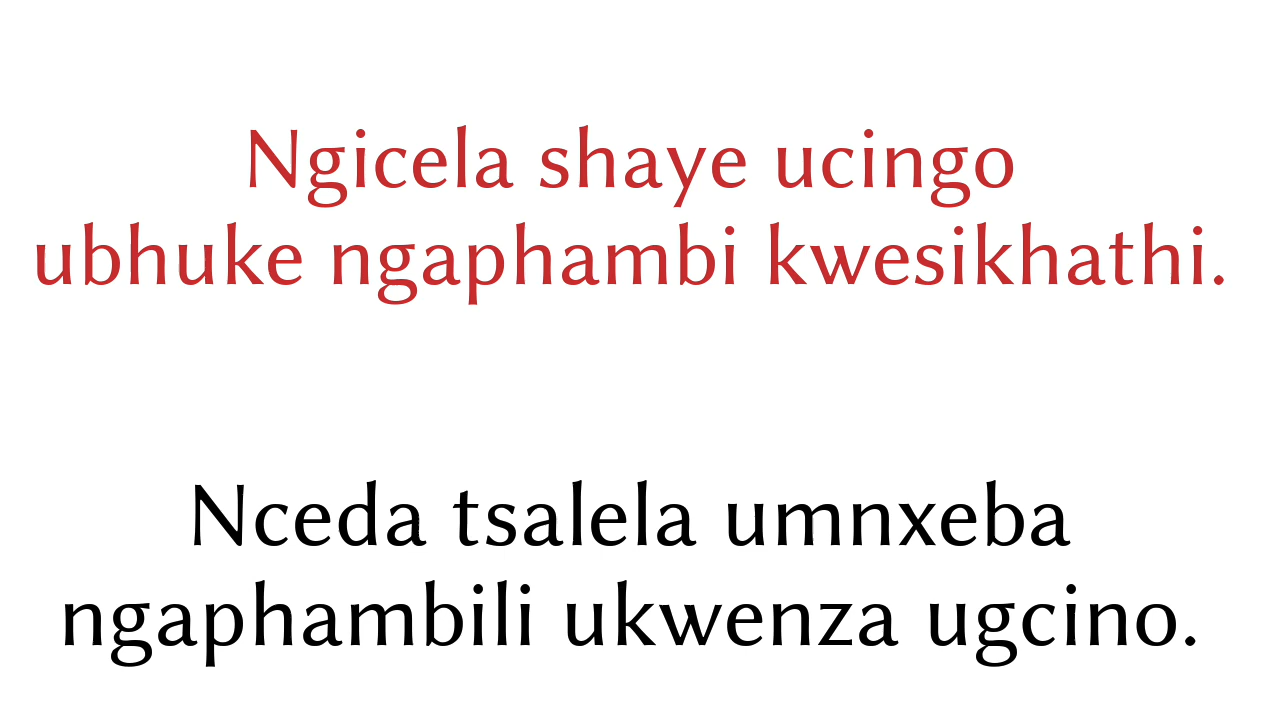 Ngicela shaye ucingo
ubhuke ngaphambi kwesikhathi.
Nceda tsalela umnxeba
ngaphambili ukwenza ugcino.